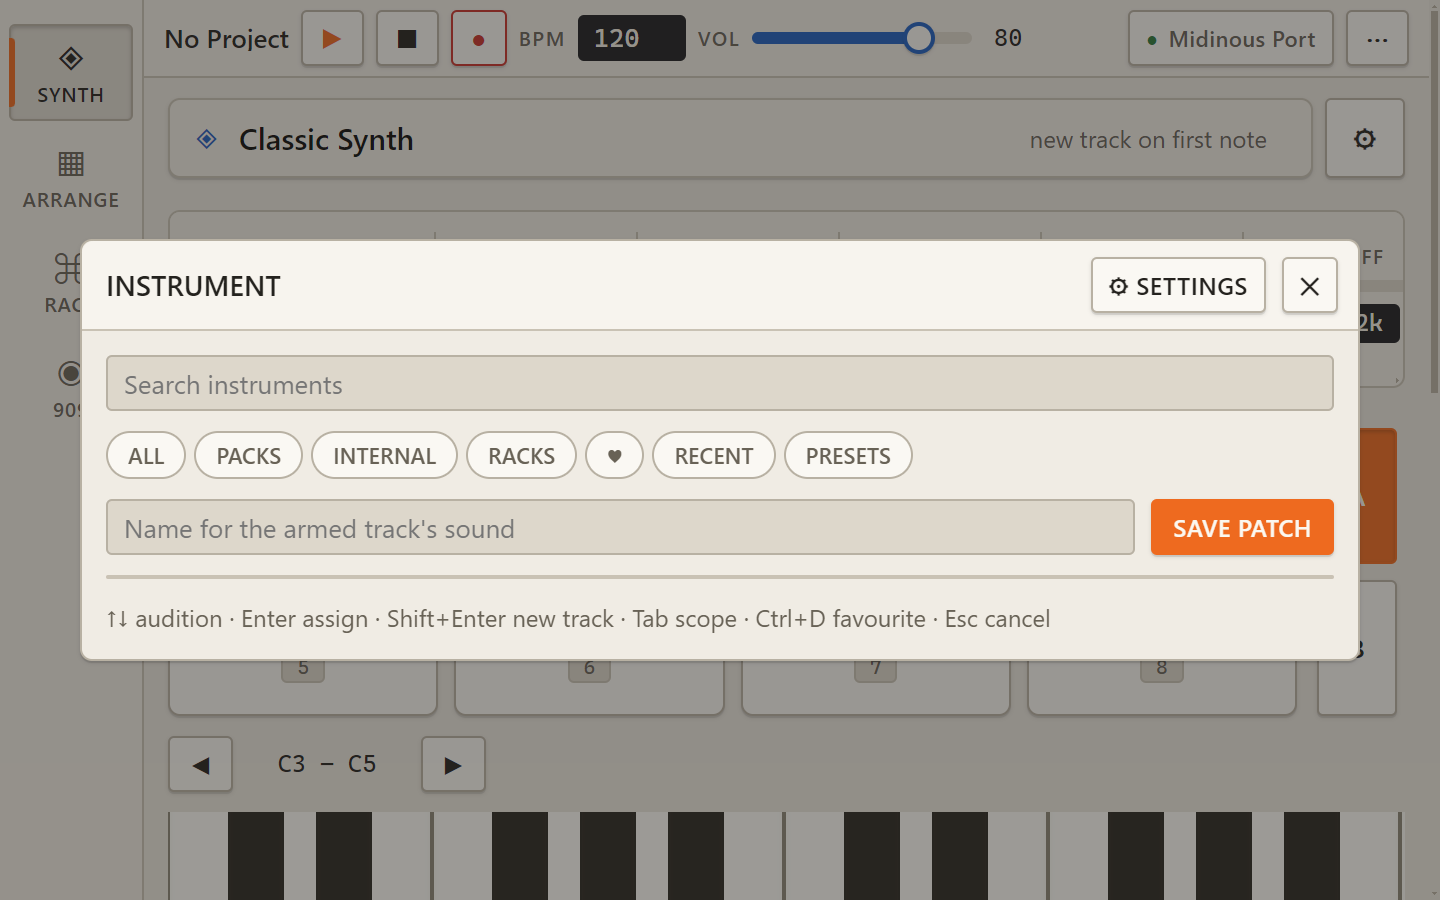 No Project
BPM 120 VOL 80
Midinous Port
...
SYNTH
Classic Synth
new track on first note
ARRANGE
INSTRUMENT
SETTINGS
Search instruments
ALL PACKS INTERNAL RACKS ♥ RECENT PRESETS
Name for the armed track's sound
SAVE PATCH
↑↓ audition · Enter assign · Shift+Enter new track · Tab scope · Ctrl+D favourite · Esc cancel
5 6 7 8
C3 – C5